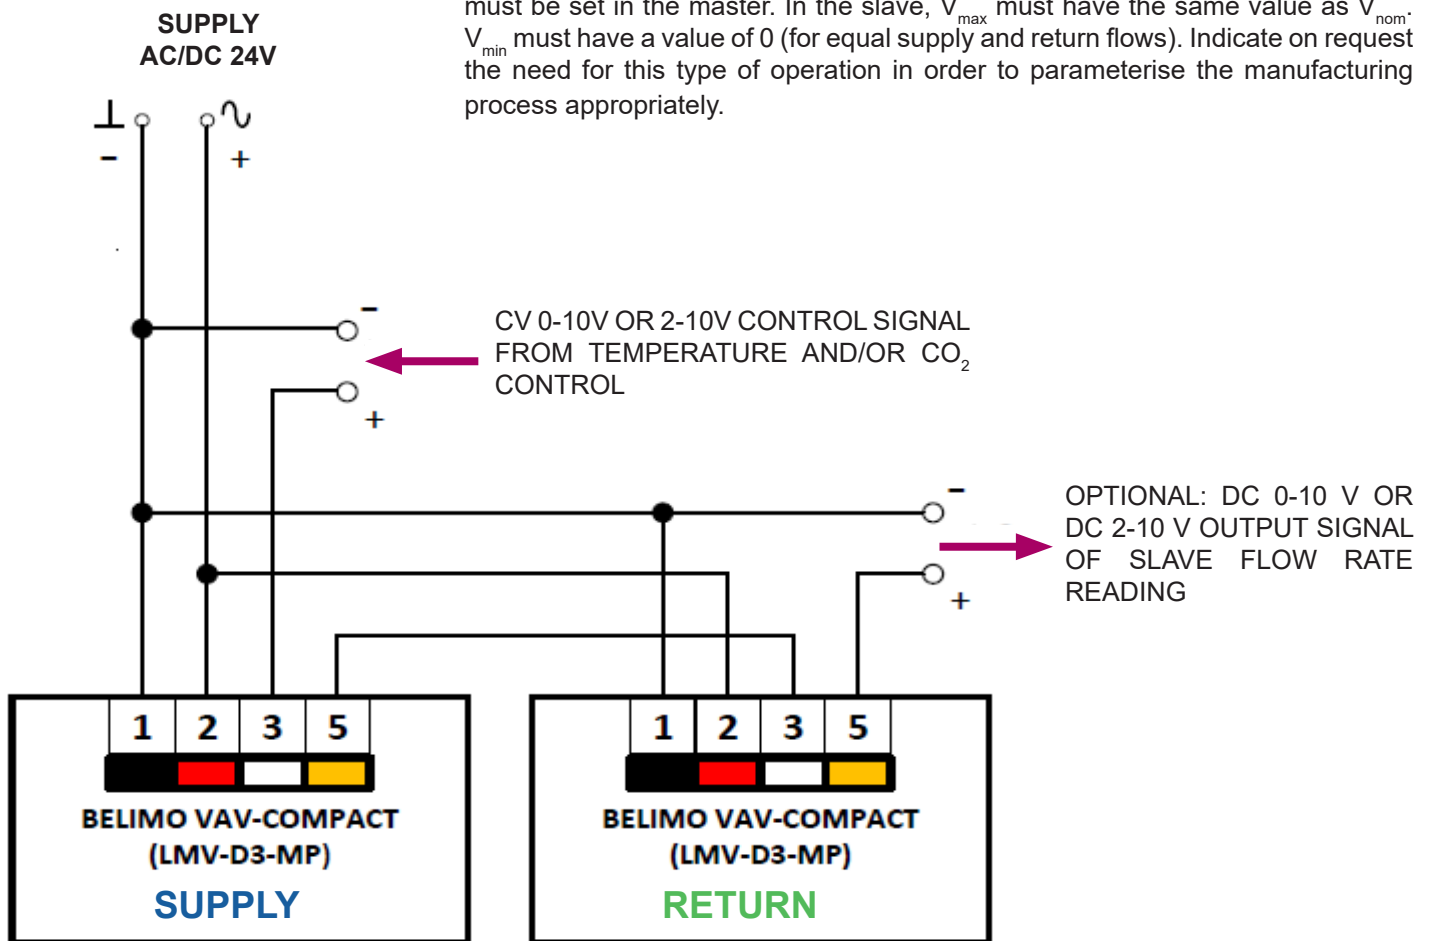 must be set in the master. In the slave, Vmax must have the same value as Vnom.
Vmin must have a value of 0 (for equal supply and return flows). Indicate on request
the need for this type of operation in order to parameterise the manufacturing
process appropriately.
SUPPLY
AC/DC 24V
⊥ ∿
- +
-
CV 0-10V OR 2-10V CONTROL SIGNAL
FROM TEMPERATURE AND/OR CO2
CONTROL
+
-
OPTIONAL: DC 0-10 V OR
DC 2-10 V OUTPUT SIGNAL
OF SLAVE FLOW RATE
READING
+
1 2 3 5
BELIMO VAV-COMPACT
(LMV-D3-MP)
SUPPLY
1 2 3 5
BELIMO VAV-COMPACT
(LMV-D3-MP)
RETURN